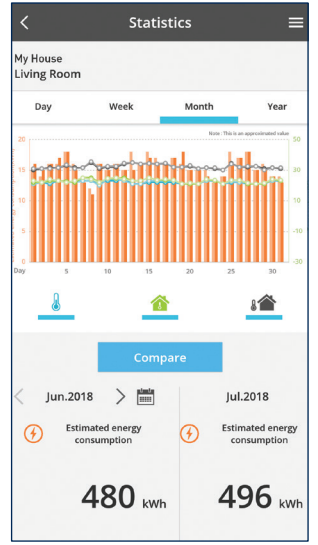 Statistics
My House
Living Room
Day Week Month Year
Note : This is an approximated value
20 50
15 30
10 10
5 -10
0 -30
Day 5 10 15 20 25 30
Compare
Jun.2018 Jul.2018
Estimated energy consumption Estimated energy consumption
480 kWh 496 kWh